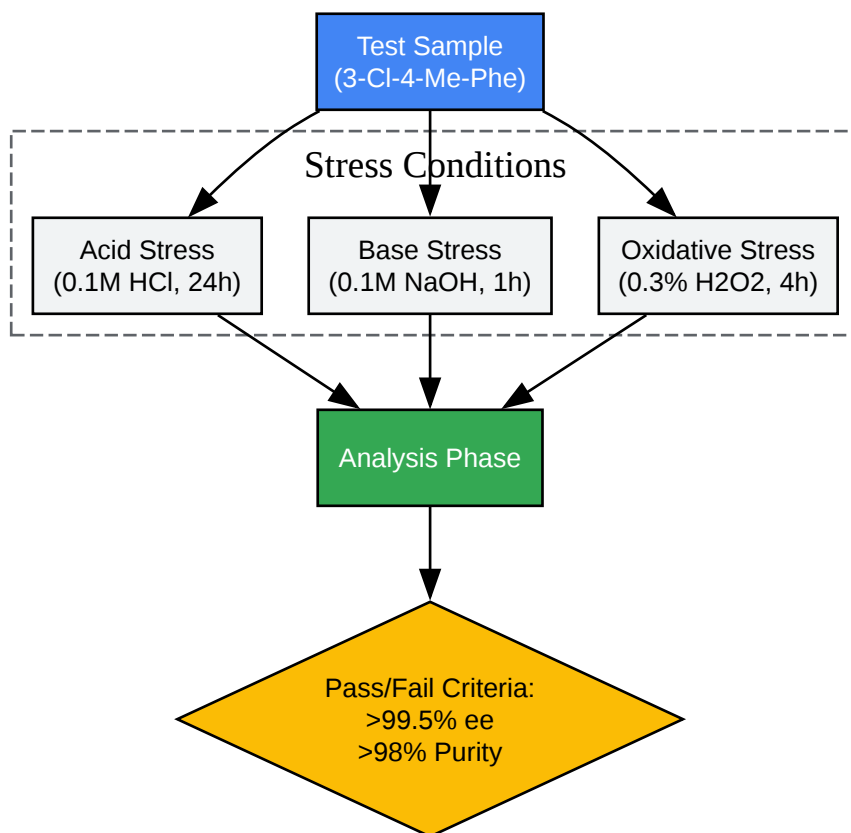 Test Sample
(3-Cl-4-Me-Phe)
Stress Conditions
Acid Stress
(0.1M HCl, 24h)
Base Stress
(0.1M NaOH, 1h)
Oxidative Stress
(0.3% H2O2, 4h)
Analysis Phase
Pass/Fail Criteria:
>99.5% ee
>98% Purity